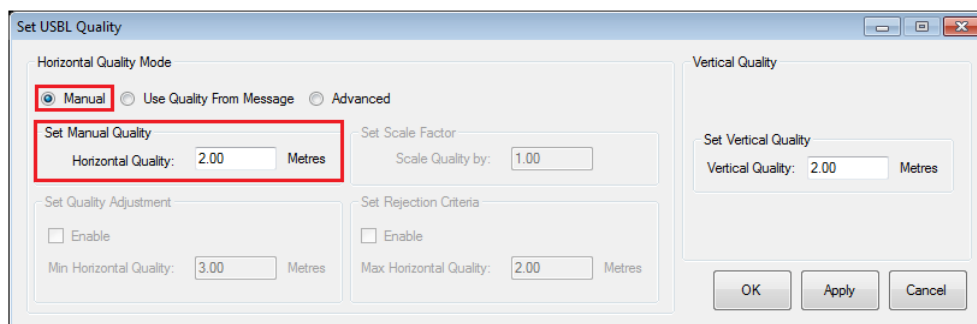 Set USBL Quality
Horizontal Quality Mode
Manual Use Quality From Message Advanced
Set Manual Quality
Horizontal Quality: 2.00 Metres
Set Scale Factor
Scale Quality by: 1.00
Set Quality Adjustment
Enable
Min Horizontal Quality: 3.00 Metres
Set Rejection Criteria
Enable
Max Horizontal Quality: 2.00 Metres
Vertical Quality
Set Vertical Quality
Vertical Quality: 2.00 Metres
OK Apply Cancel